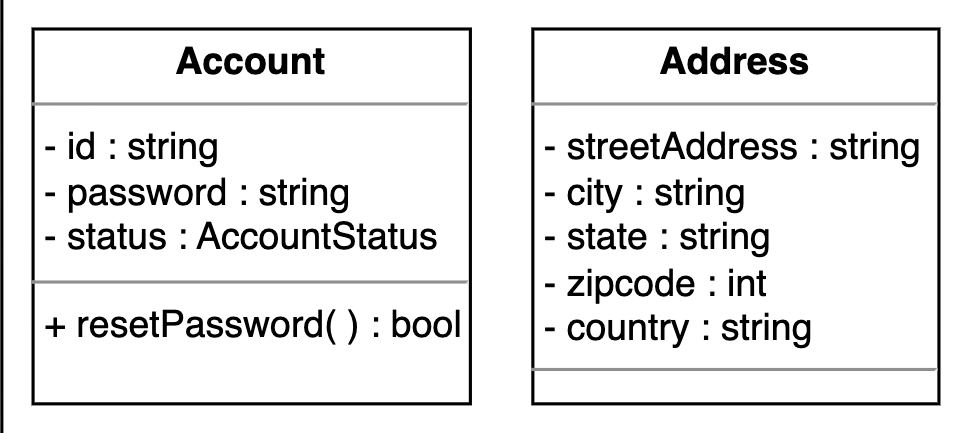 Account
- id : string
- password : string
- status : AccountStatus
+ resetPassword( ) : bool
Address
- streetAddress : string
- city : string
- state : string
- zipcode : int
- country : string